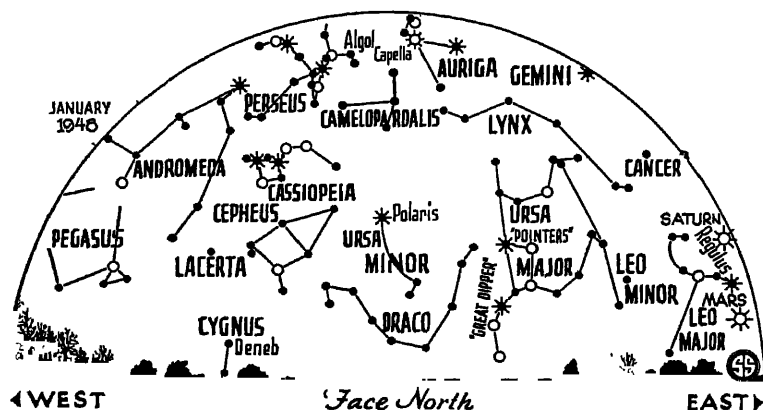 Algol
Capella
AURIGA
GEMINI
JANUARY
1948
PERSEUS
CAMELOPARDALIS
LYNX
ANDROMEDA
CASSIOPEIA
CANCER
CEPHEUS
Polaris
URSA
"POINTERS"
MAJOR
SATURN
Regulus
PEGASUS
LACERTA
URSA
MINOR
LEO
MINOR
MARS
"GREAT DIPPER"
CYGNUS
Deneb
DRACO
LEO
MAJOR
SS
WEST
Face North
EAST